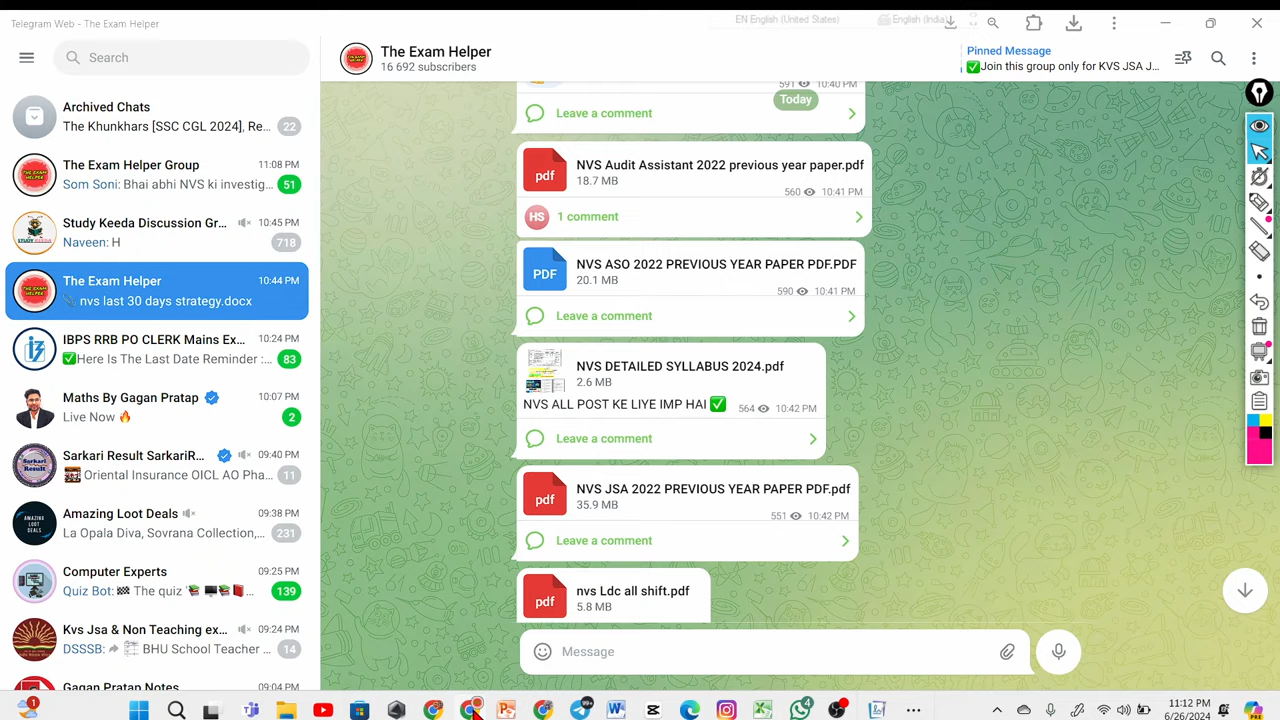 Telegram Web - The Exam Helper
EN English (United States)
English (India)
Search
The Exam Helper
16 692 subscribers
Pinned Message
✅Join this group only for KVS JSA J...
Archived Chats
The Khunkhars [SSC CGL 2024], Re...
22
The Exam Helper Group
11:08 PM
Som Soni: Bhai abhi NVS ki investig...
51
Study Keeda Discussion Gr...
10:45 PM
Naveen: H
718
The Exam Helper
10:44 PM
nvs last 30 days strategy.docx
IBPS RRB PO CLERK Mains Ex...
10:24 PM
✅Here Is The Last Date Reminder :...
83
Maths By Gagan Pratap
10:07 PM
Live Now 🔥
2
Sarkari Result SarkariR...
09:40 PM
Oriental Insurance OICL AO Pha...
11
Amazing Loot Deals
09:38 PM
La Opala Diva, Sovrana Collection,...
231
Computer Experts
09:25 PM
Quiz Bot: 🏁 The quiz '
139
Kvs Jsa & Non Teaching ex...
09:24 PM
DSSSB: BHU School Teacher ...
14
Gagan Pratap Notes
09:04 PM
591 10:40 PM
Today
Leave a comment
pdf
NVS Audit Assistant 2022 previous year paper.pdf
18.7 MB
560 10:41 PM
HS
1 comment
PDF
NVS ASO 2022 PREVIOUS YEAR PAPER PDF.PDF
20.1 MB
590 10:41 PM
Leave a comment
NVS DETAILED SYLLABUS 2024.pdf
2.6 MB
NVS ALL POST KE LIYE IMP HAI ✅
564 10:42 PM
Leave a comment
pdf
NVS JSA 2022 PREVIOUS YEAR PAPER PDF.pdf
35.9 MB
551 10:42 PM
Leave a comment
pdf
nvs Ldc all shift.pdf
5.8 MB
Message
1
99+
4
11:12 PM
6/26/2024